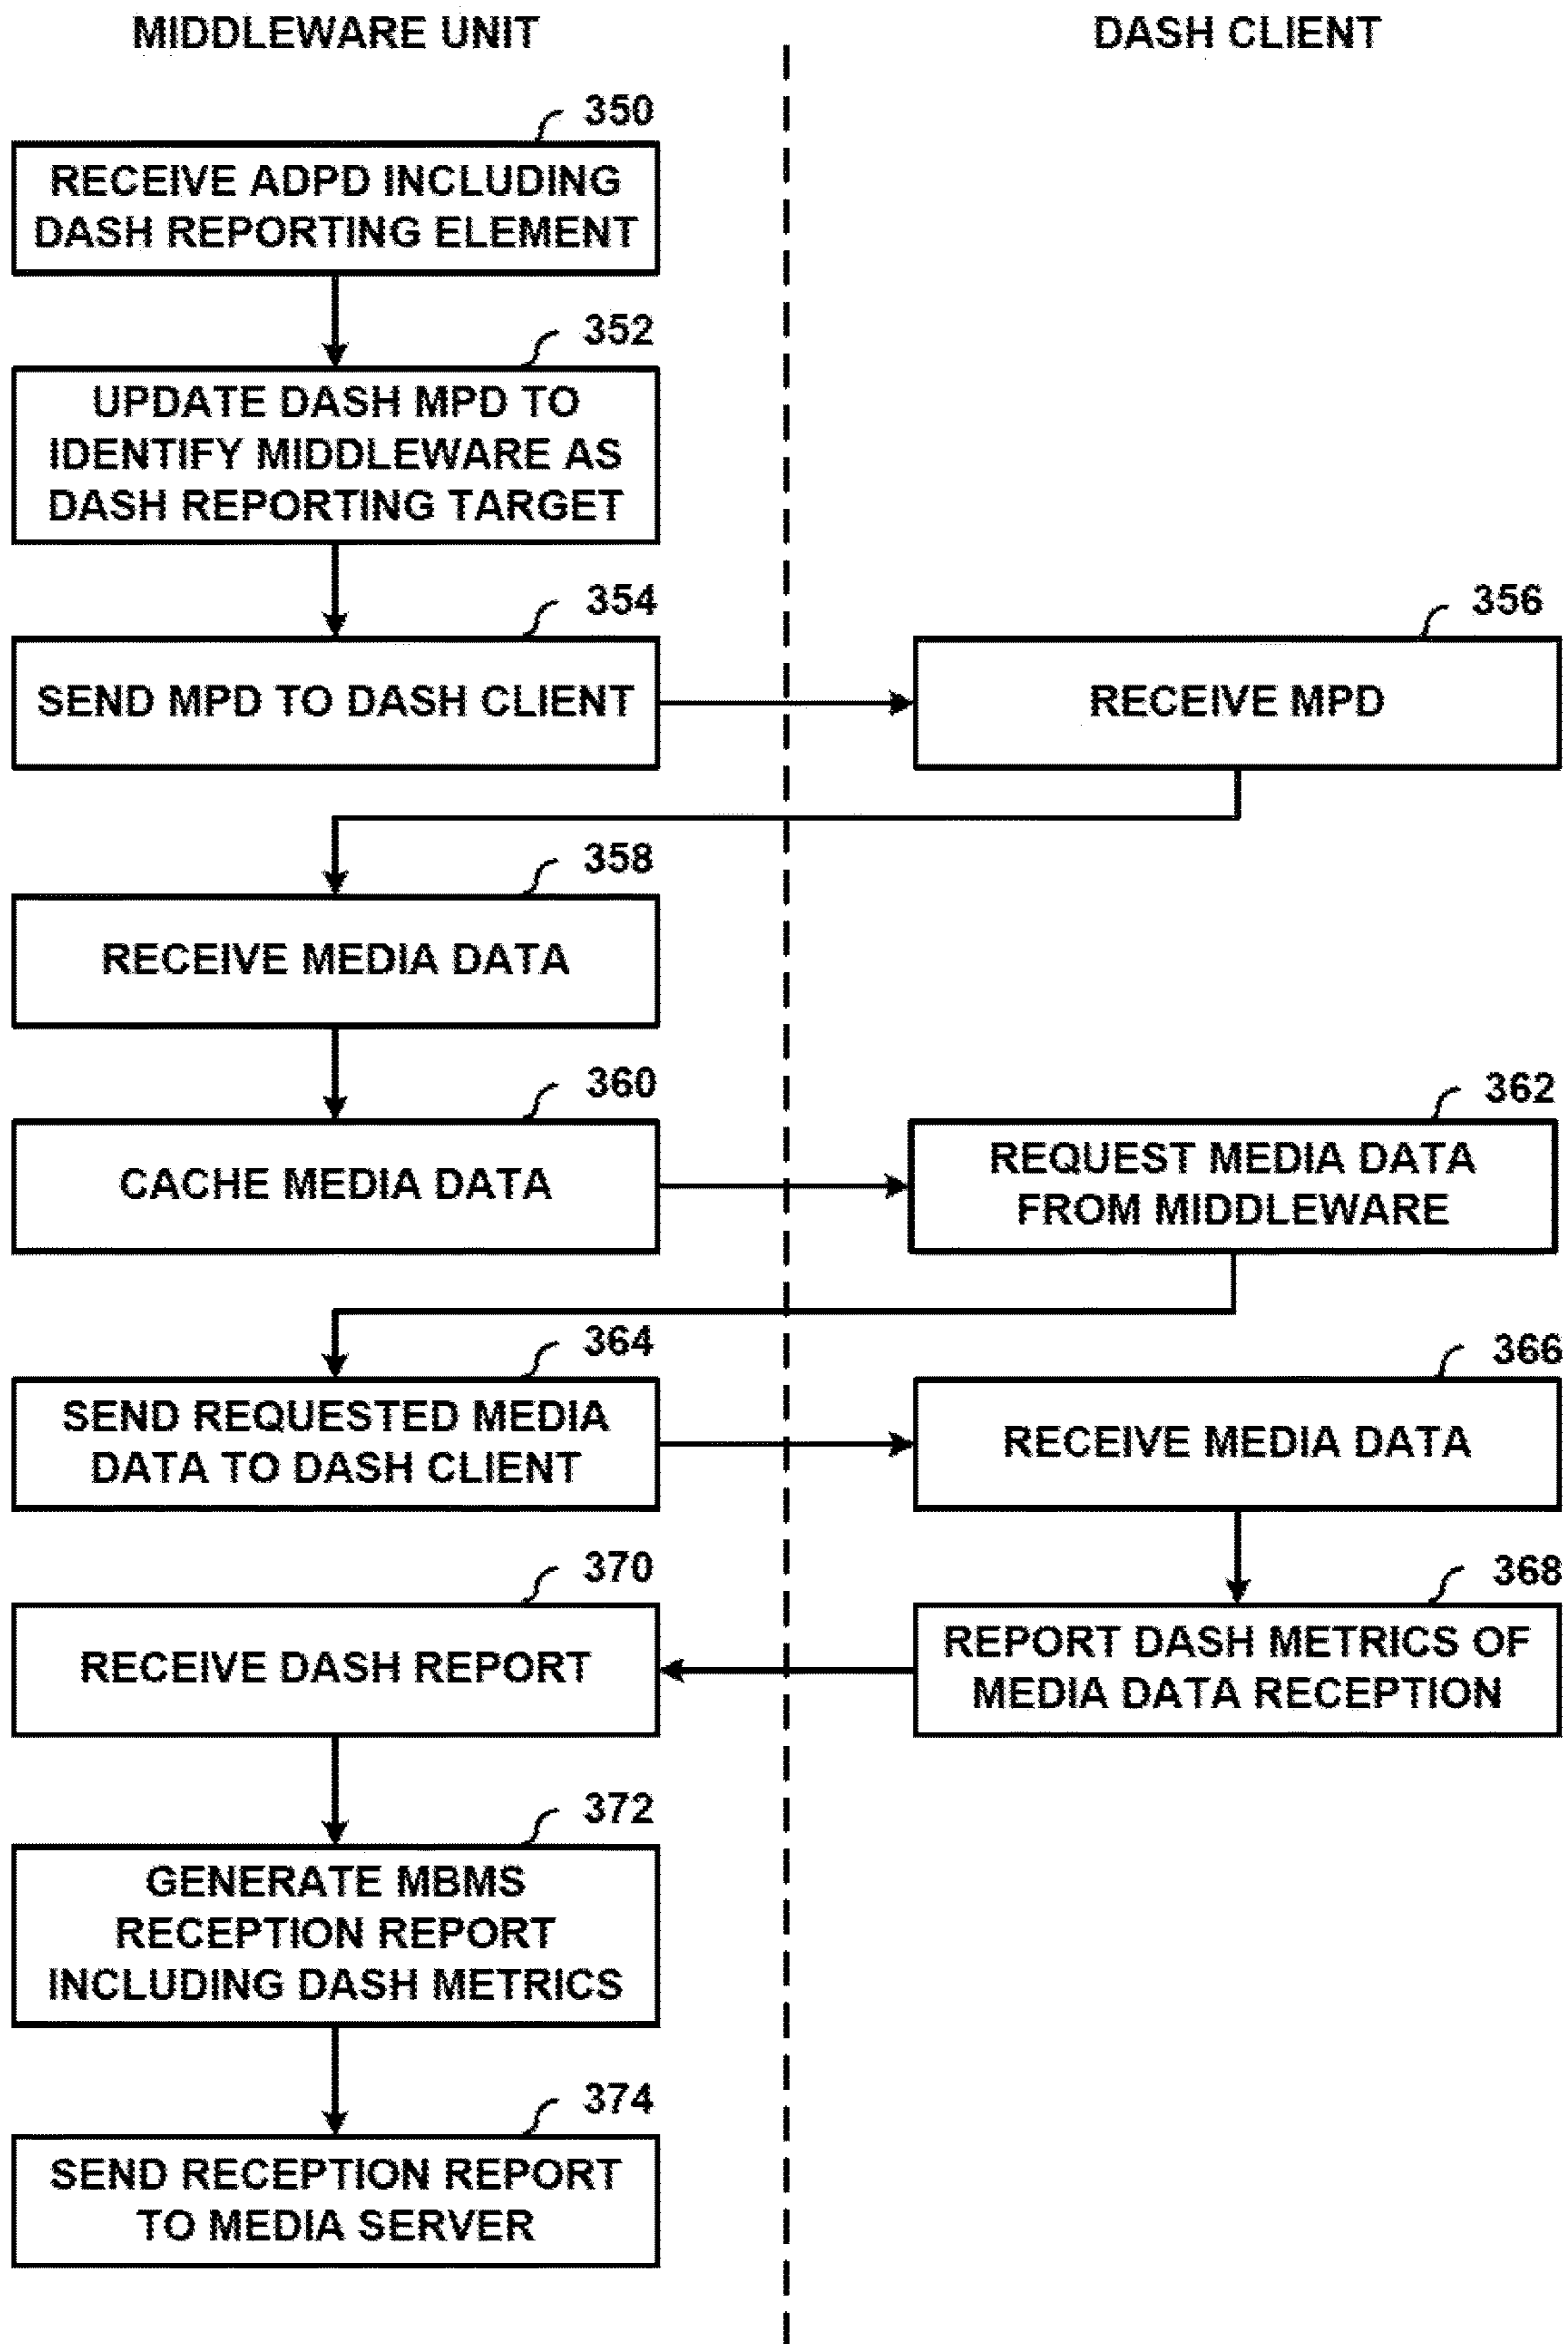 MIDDLEWARE UNIT
DASH CLIENT
350
RECEIVE ADPD INCLUDING
DASH REPORTING ELEMENT
352
UPDATE DASH MPD TO
IDENTIFY MIDDLEWARE AS
DASH REPORTING TARGET
354
SEND MPD TO DASH CLIENT
356
RECEIVE MPD
358
RECEIVE MEDIA DATA
360
CACHE MEDIA DATA
362
REQUEST MEDIA DATA
FROM MIDDLEWARE
364
SEND REQUESTED MEDIA
DATA TO DASH CLIENT
366
RECEIVE MEDIA DATA
368
REPORT DASH METRICS OF
MEDIA DATA RECEPTION
370
RECEIVE DASH REPORT
372
GENERATE MBMS
RECEPTION REPORT
INCLUDING DASH METRICS
374
SEND RECEPTION REPORT
TO MEDIA SERVER